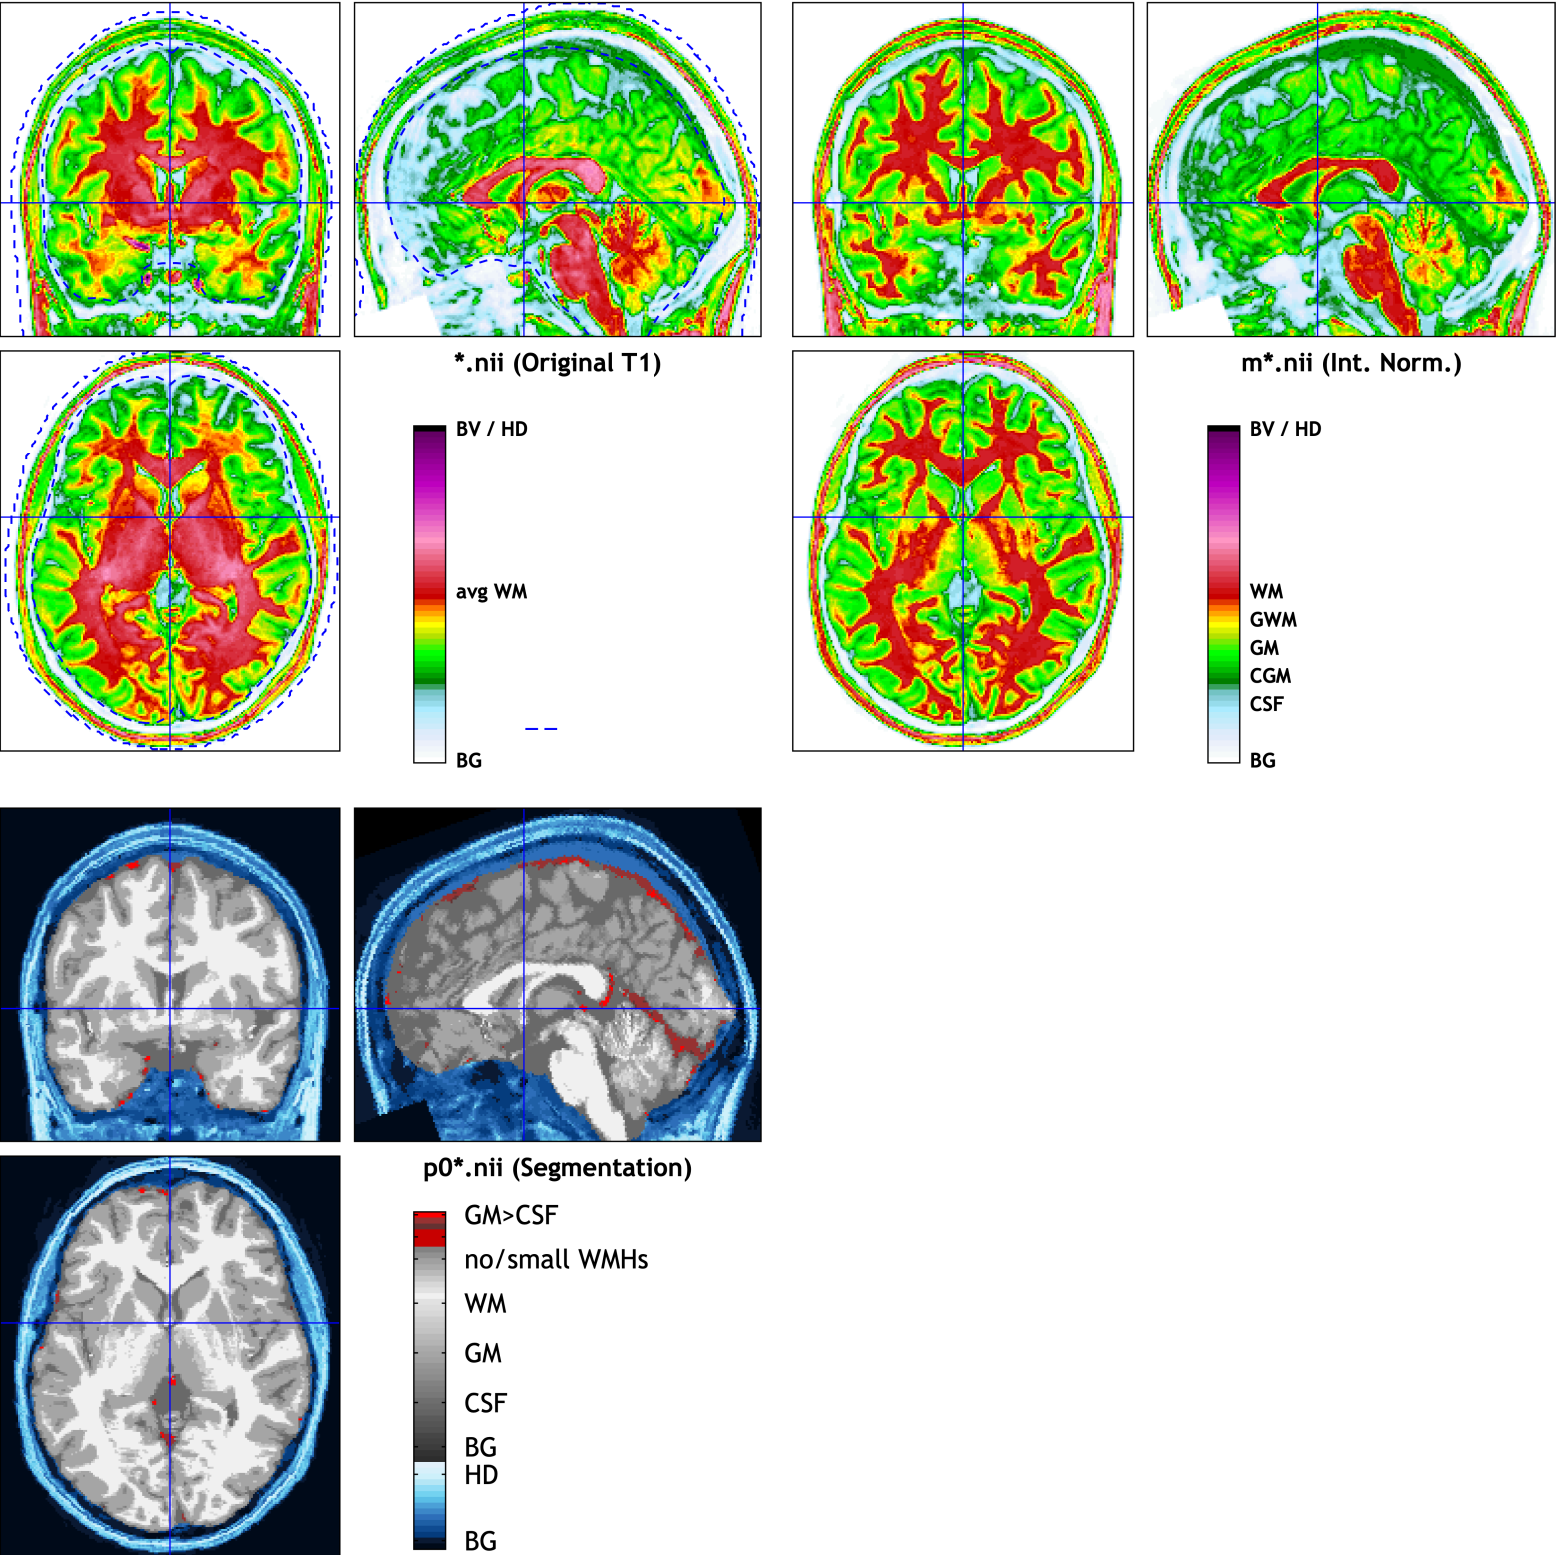 *.nii (Original T1)
BV / HD
avg WM
BG
m*.nii (Int. Norm.)
BV / HD
WM
GWM
GM
CGM
CSF
BG
p0*.nii (Segmentation)
GM>CSF
no/small WMHs
WM
GM
CSF
BG
HD
BG